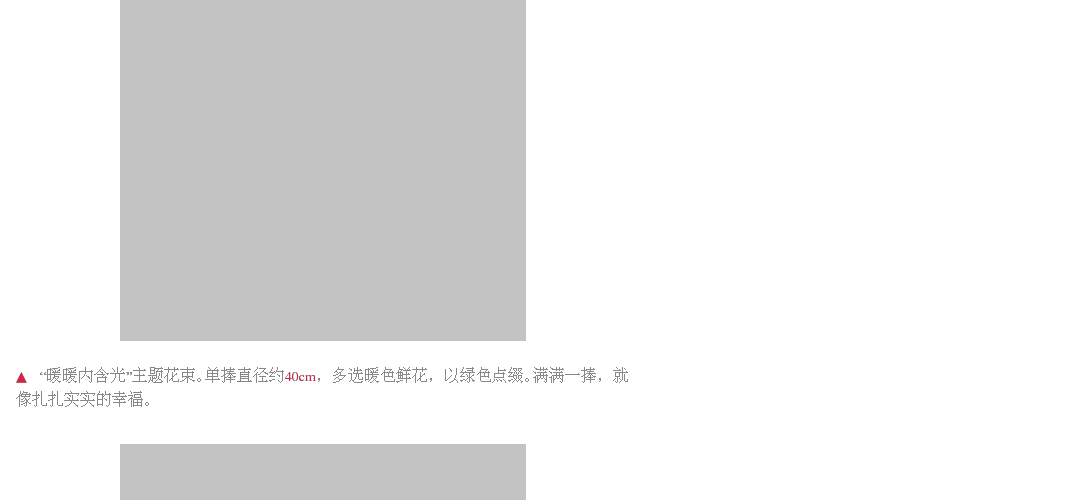 ▲ “暖暖内含光”主题花束。单捧直径约40cm，多选暖色鲜花，以绿色点缀。满满一捧，就
像扎扎实实的幸福。